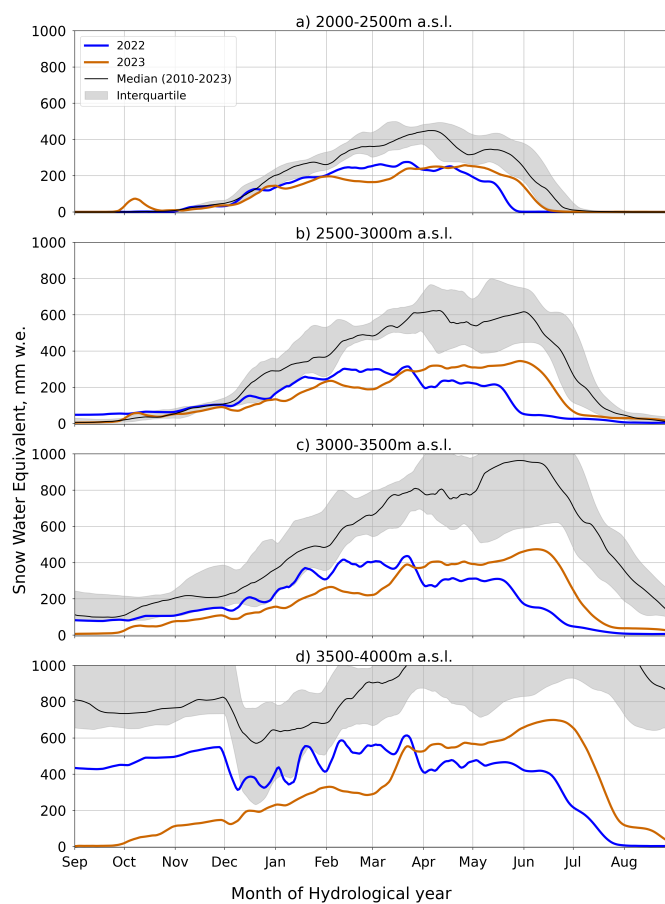 a) 2000-2500m a.s.l.
1000
800
600
400
200
0
2022
2023
Median (2010-2023)
Interquartile
b) 2500-3000m a.s.l.
1000
800
600
400
200
0
c) 3000-3500m a.s.l.
1000
800
600
400
200
0
d) 3500-4000m a.s.l.
1000
800
600
400
200
0
Snow Water Equivalent, mm w.e.
Sep Oct Nov Dec Jan Feb Mar Apr May Jun Jul Aug
Month of Hydrological year